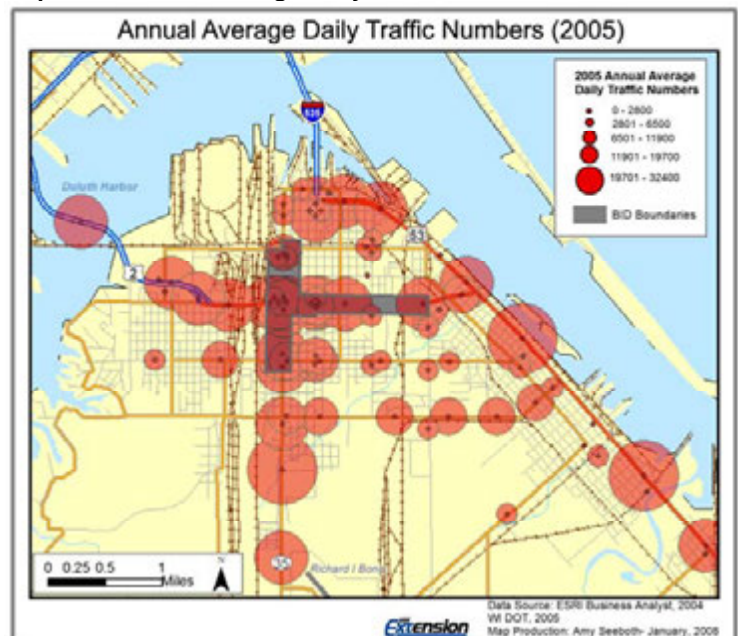 Annual Average Daily Traffic Numbers (2005)
2005 Annual Average
Daily Traffic Numbers
0 - 2800
2801 - 6500
6501 - 11900
11901 - 19700
19701 - 32400
BID Boundaries
535
Duluth Harbor
53
2
35
Richard I Bong
0 0.25 0.5 1
Miles
N
Extension
Data Source: ESRI Business Analyst, 2004
WI DOT, 2005
Map Production: Amy Seeboth- January, 2008